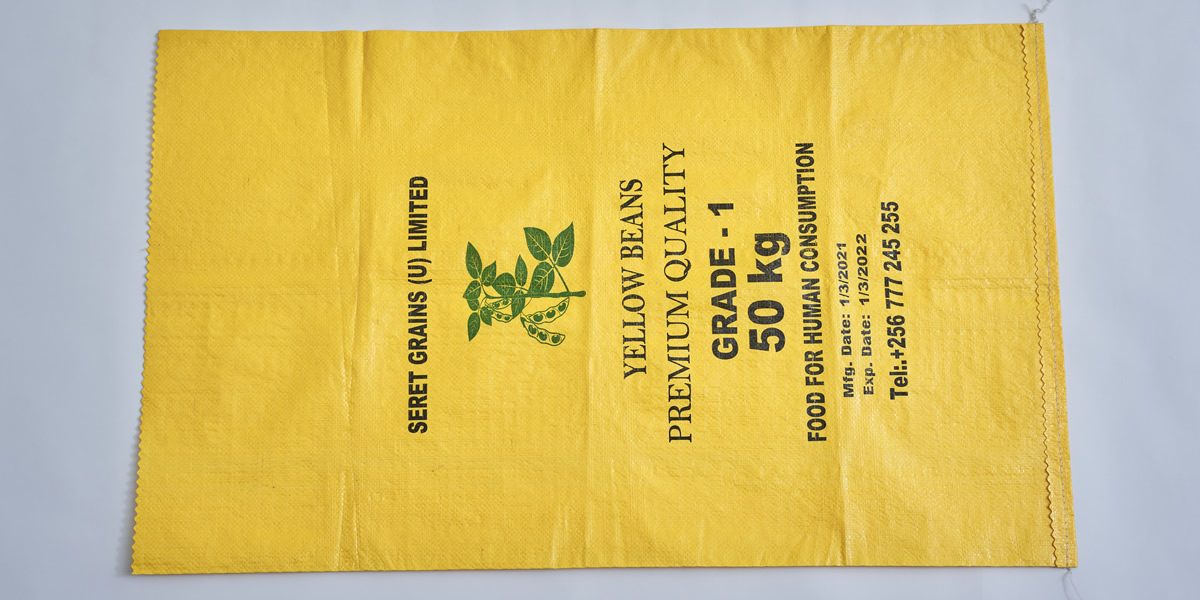 SERET GRAINS (U) LIMITED
YELLOW BEANS
PREMIUM QUALITY
GRADE - 1
50 kg
FOOD FOR HUMAN CONSUMPTION
Mfg. Date: 1/3/2021
Exp. Date: 1/3/2022
Tel:.+256 777 245 255